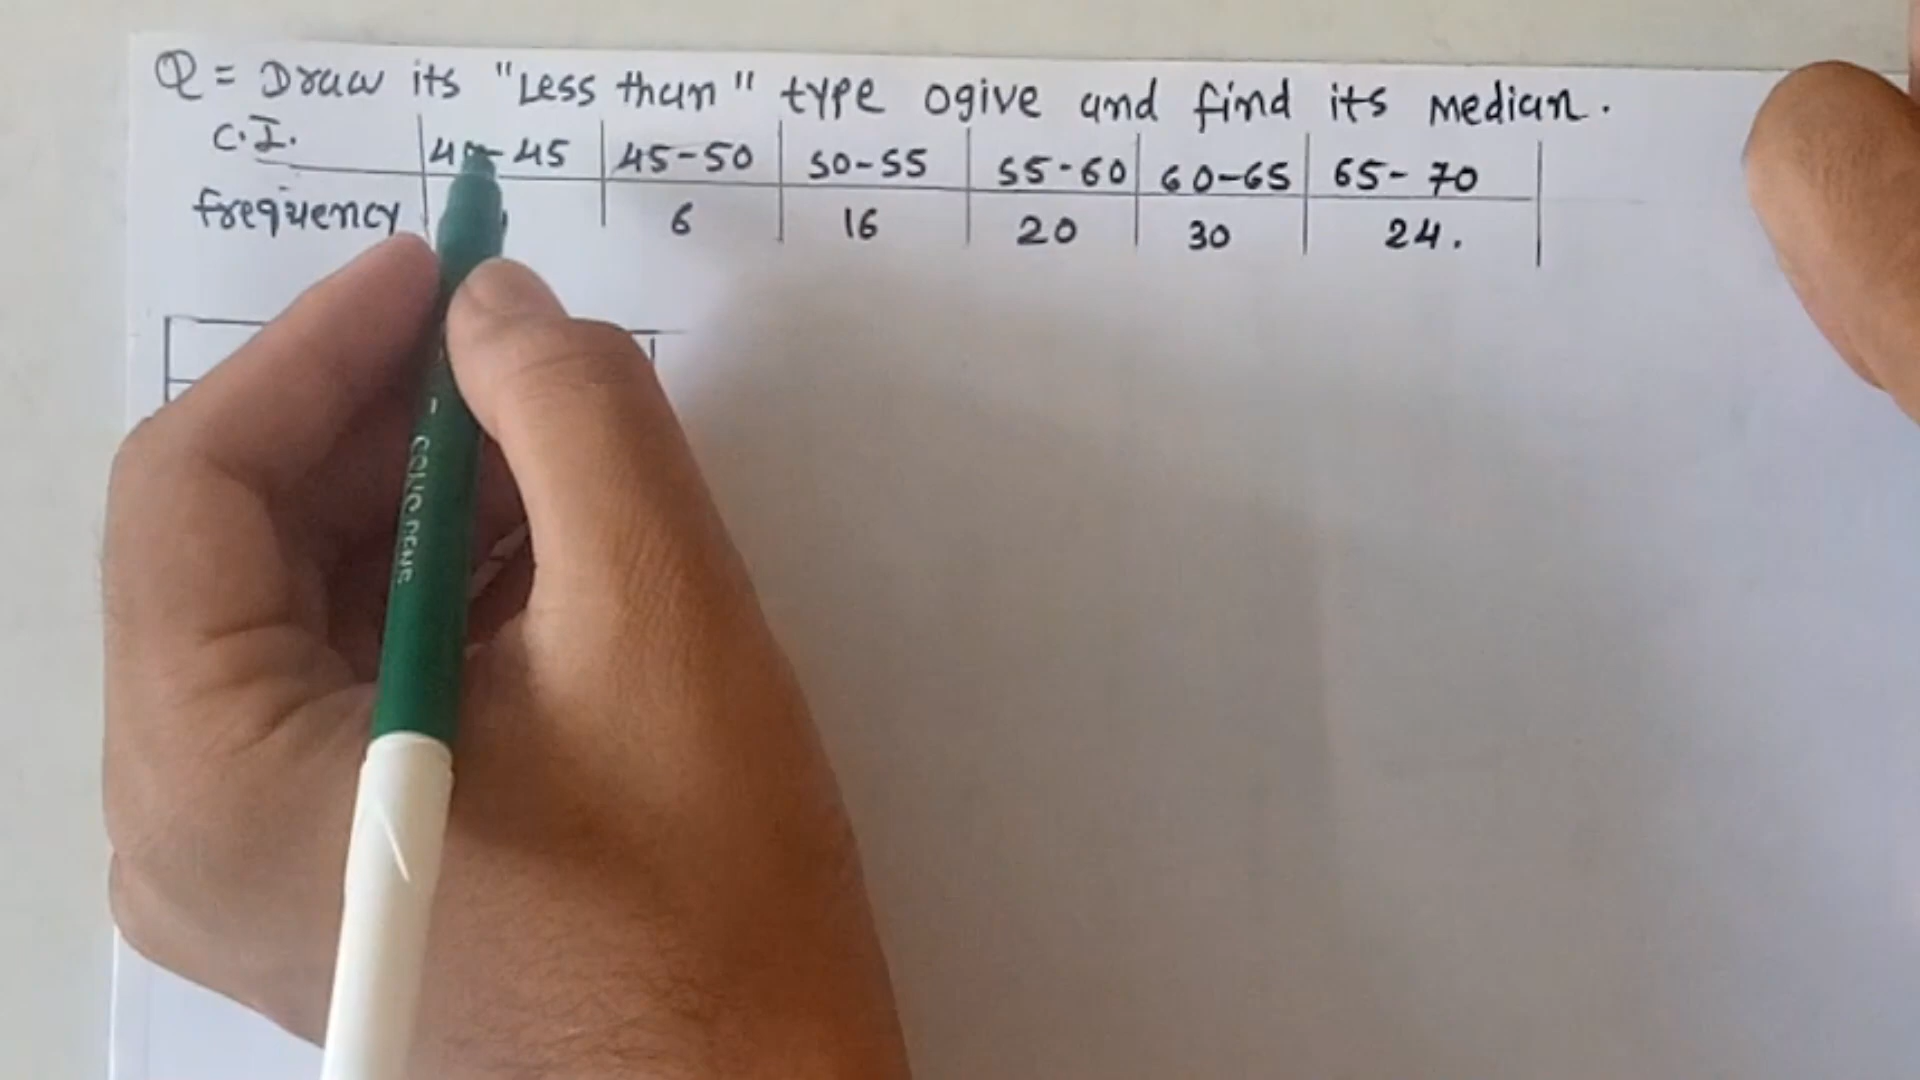 Q = Draw its "Less than" type ogive and find its median.
C.I. 40-45 45-50 50-55 55-60 60-65 65-70
frequency 6 16 20 30 24.